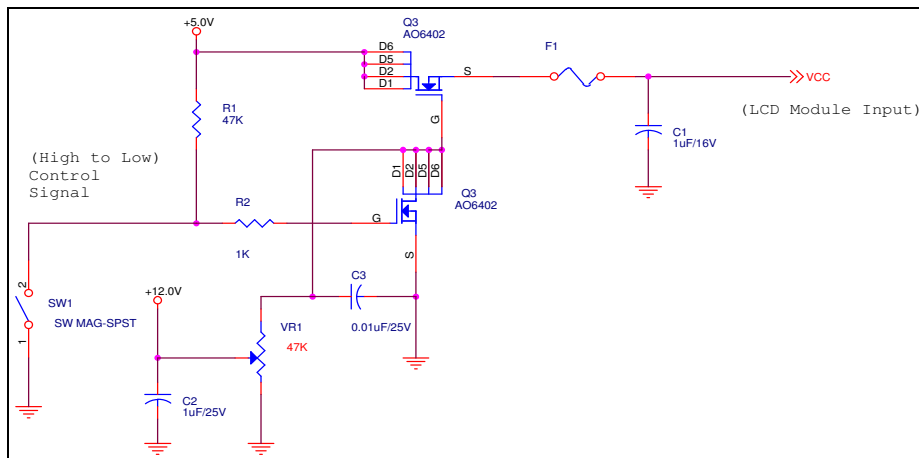 +5.0V
Q3
AO6402
D6
D5
D2
D1
S
G
F1
VCC
(LCD Module Input)
R1
47K
C1
1uF/16V
(High to Low)
Control
Signal
D1
D2
D5
D6
Q3
AO6402
R2
1K
G
S
2
SW1
SW MAG-SPST
1
+12.0V
C3
0.01uF/25V
VR1
47K
C2
1uF/25V